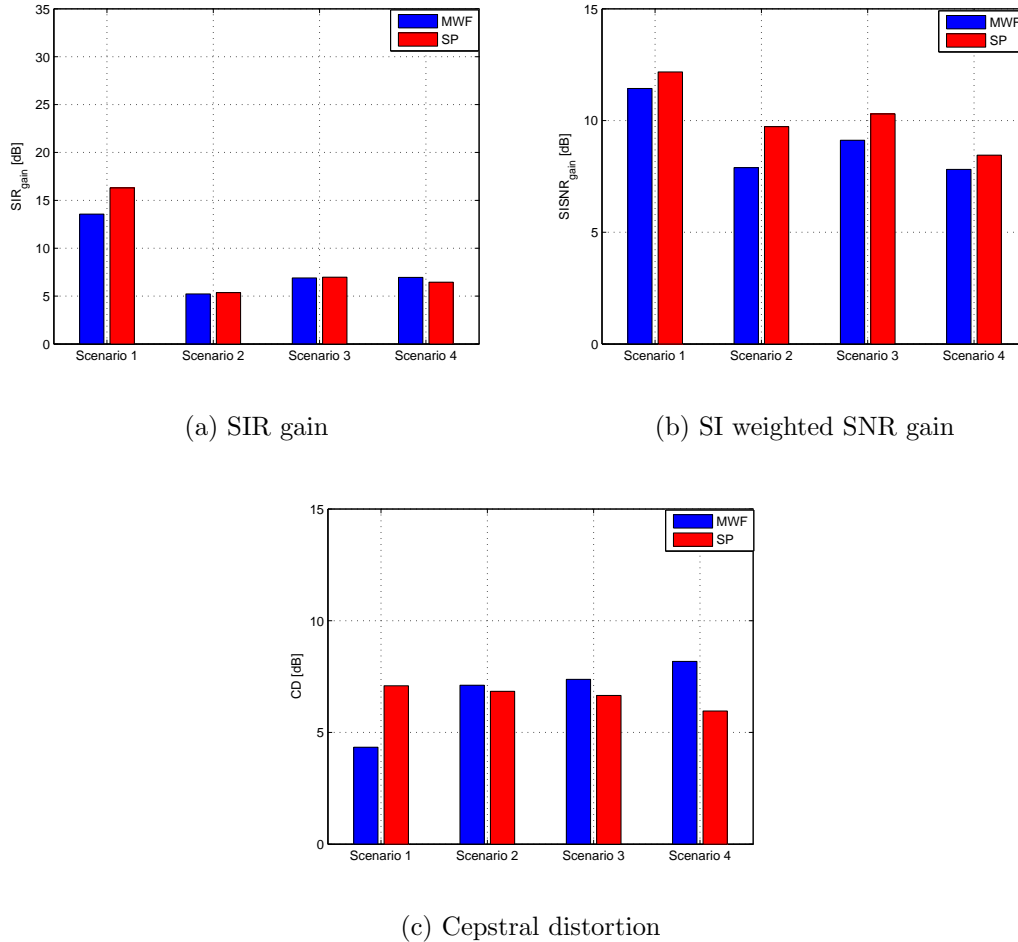 35
30
25
20
15
10
5
0
SIR_gain [dB]
MWF
SP
Scenario 1
Scenario 2
Scenario 3
Scenario 4
(a) SIR gain
15
10
5
0
SISNR_gain [dB]
MWF
SP
Scenario 1
Scenario 2
Scenario 3
Scenario 4
(b) SI weighted SNR gain
15
10
5
0
CD [dB]
MWF
SP
Scenario 1
Scenario 2
Scenario 3
Scenario 4
(c) Cepstral distortion